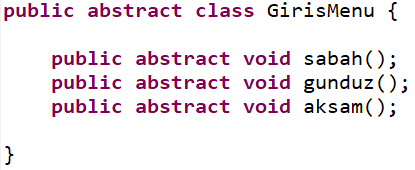 public abstract class GirisMenu {
public abstract void sabah();
public abstract void gunduz();
public abstract void aksam();
}